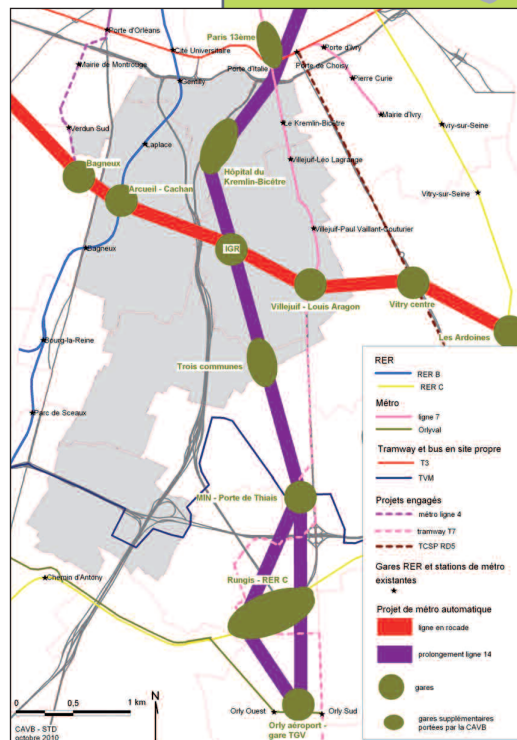 Paris 13ème
Porte d'Orléans
Cité Universitaire
Porte d'Ivry
Mairie de Montrouge
Porte d'Italie
Porte de Choisy
Gentilly
Pierre Curie
Verdun Sud
Le Kremlin-Bicêtre
Mairie d'Ivry
Ivry-sur-Seine
Laplace
Bagneux
Hôpital du
Kremlin-Bicêtre
Villejuif-Léo Lagrange
Arcueil - Cachan
Vitry-sur-Seine
Villejuif-Paul Vaillant-Couturier
Bagneux
IGR
Villejuif - Louis Aragon
Vitry centre
Les Ardoines
Bourg-la-Reine
Trois communes
Parc de Sceaux
MIN - Porte de Thiais
Chemin d'Antony
Rungis - RER C
Orly Ouest
Orly Sud
Orly aéroport -
gare TGV
RER
RER B
RER C
Métro
ligne 7
Orlyval
Tramway et bus en site propre
T3
TVM
Projets engagés
métro ligne 4
tramway T7
TCSP RD5
Gares RER et stations de métro
existantes
Projet de métro automatique
ligne en rocade
prolongement ligne 14
gares
gares supplémentaires
portées par la CAVB
0 0,5 1 km
N
CAVB - STD
octobre 2010